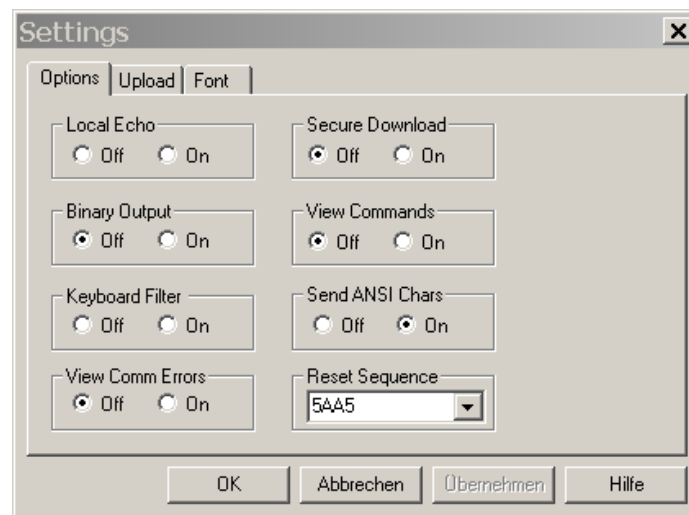 Settings
Options Upload Font
Local Echo
Off On
Secure Download
Off On
Binary Output
Off On
View Commands
Off On
Keyboard Filter
Off On
Send ANSI Chars
Off On
View Comm Errors
Off On
Reset Sequence
5AA5
OK Abbrechen Übernehmen Hilfe